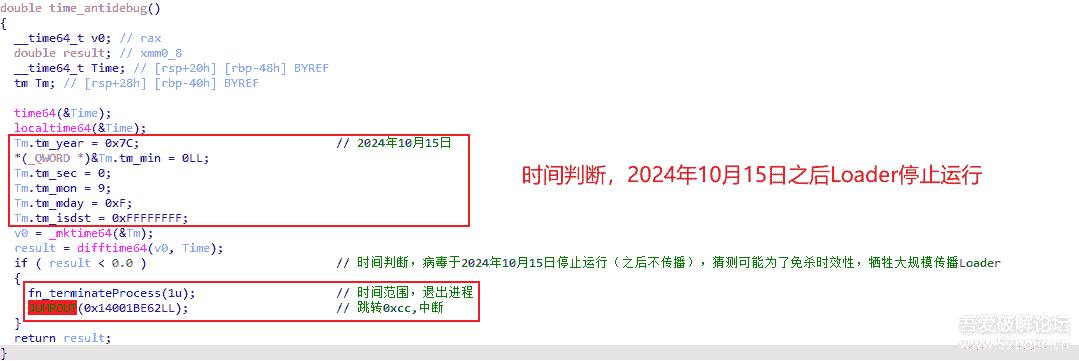 double time_antidebug()
{
__time64_t v0; // rax
double result; // xmm0_8
__time64_t Time; // [rsp+20h] [rbp-48h] BYREF
tm Tm; // [rsp+28h] [rbp-40h] BYREF
time64(&Time);
localtime64(&Time);
Tm.tm_year = 0x7C; // 2024年10月15日
*(_QWORD *)&Tm.tm_min = 0LL;
Tm.tm_sec = 0;
Tm.tm_mon = 9;
Tm.tm_mday = 0xF;
Tm.tm_isdst = 0xFFFFFFFF;
时间判断，2024年10月15日之后Loader停止运行
v0 = _mktime64(&Tm);
result = difftime64(v0, Time);
if ( result < 0.0 ) // 时间判断，病毒于2024年10月15日停止运行（之后不传播），猜测可能为了免杀时效性，牺牲大规模传播Loader
{
fn_terminateProcess(1u); // 时间范围，退出进程
JUMPOUT(0x14001BE62LL); // 跳转0xcc,中断
}
return result;
}
吾爱破解论坛
www.52pojie.cn